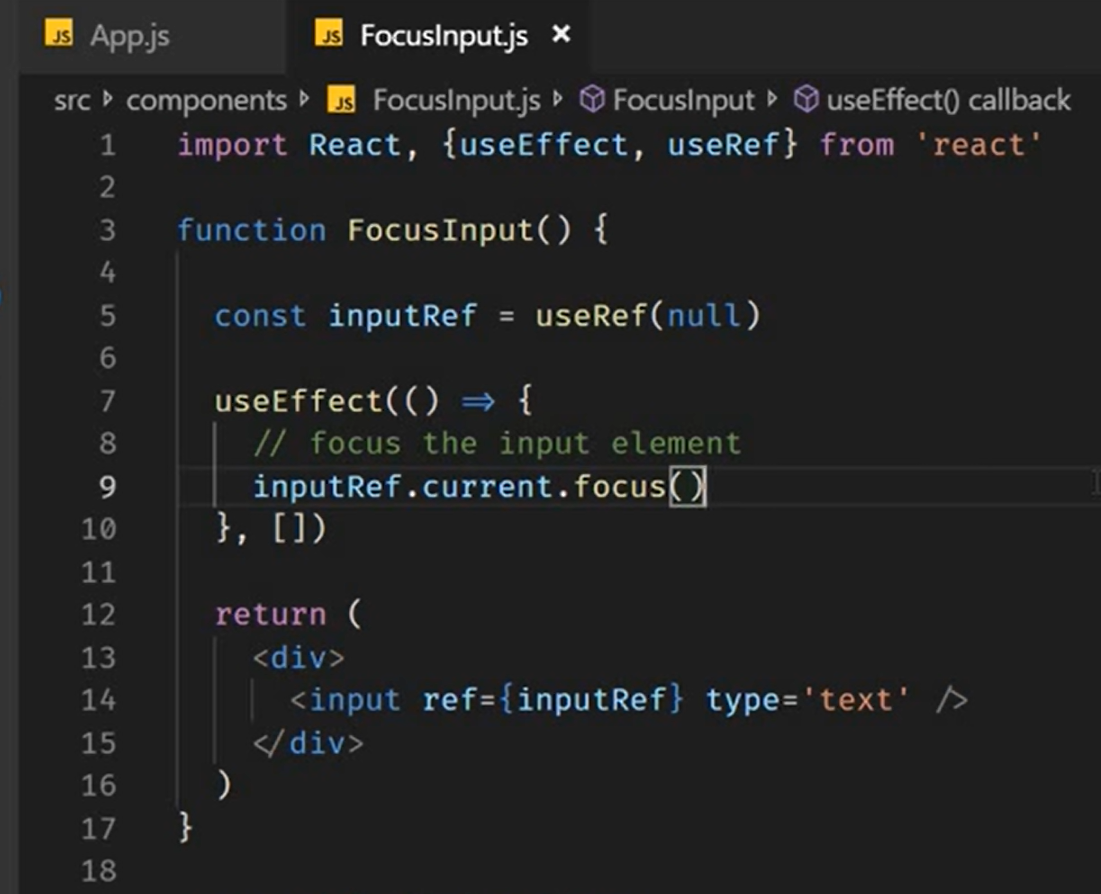 JS App.js JS FocusInput.js ×
src ▸ components ▸ JS FocusInput.js ▸ FocusInput ▸ useEffect() callback
1 import React, {useEffect, useRef} from 'react'
2
3 function FocusInput() {
4
5   const inputRef = useRef(null)
6
7   useEffect(() => {
8     // focus the input element
9     inputRef.current.focus()
10   }, [])
11
12   return (
13     <div>
14       <input ref={inputRef} type='text' />
15     </div>
16   )
17 }
18